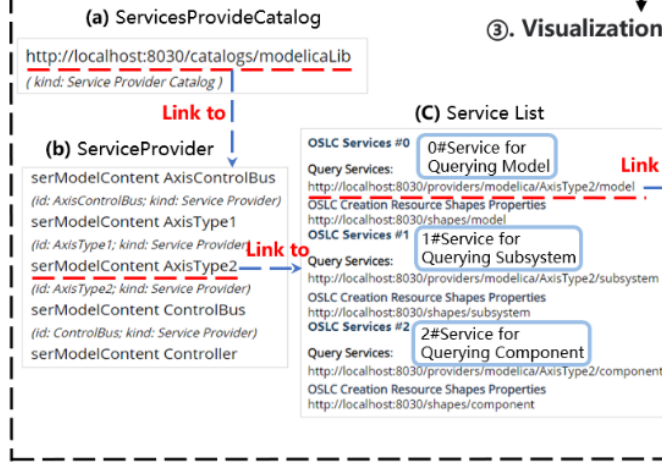 (a) ServicesProvideCatalog
③. Visualization
http://localhost:8030/catalogs/modelicaLib
( kind: Service Provider Catalog )
Link to
(b) ServiceProvider
serModelContent AxisControlBus
(id: AxisControlBus; kind: Service Provider)
serModelContent AxisType1
(id: AxisType1; kind: Service Provider)
serModelContent AxisType2
(id: AxisType2; kind: Service Provider)
serModelContent ControlBus
(id: ControlBus; kind: Service Provider)
serModelContent Controller
Link to
(C) Service List
OSLC Services #0
0#Service for
Querying Model
Query Services:
http://localhost:8030/providers/modelica/AxisType2/model
Link
OSLC Creation Resource Shapes Properties
http://localhost:8030/shapes/model
OSLC Services #1
1#Service for
Querying Subsystem
Query Services:
http://localhost:8030/providers/modelica/AxisType2/subsystem
OSLC Creation Resource Shapes Properties
http://localhost:8030/shapes/subsystem
OSLC Services #2
2#Service for
Querying Component
Query Services:
http://localhost:8030/providers/modelica/AxisType2/component
OSLC Creation Resource Shapes Properties
http://localhost:8030/shapes/component